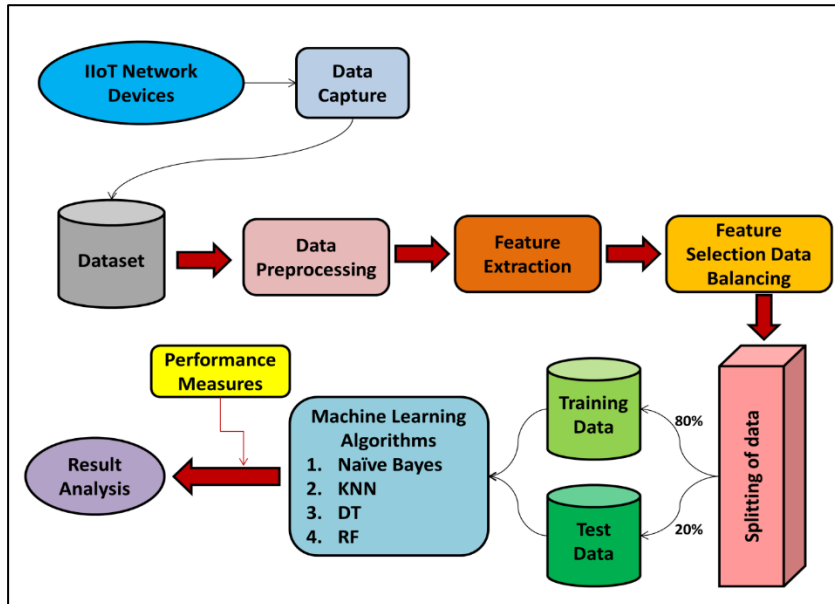 IIoT Network
Devices
Data
Capture
Dataset
Data
Preprocessing
Feature
Extraction
Feature
Selection Data
Balancing
Performance
Measures
Result
Analysis
Machine Learning
Algorithms
1. Naïve Bayes
2. KNN
3. DT
4. RF
Training
Data
Test
Data
80%
20%
Splitting of data